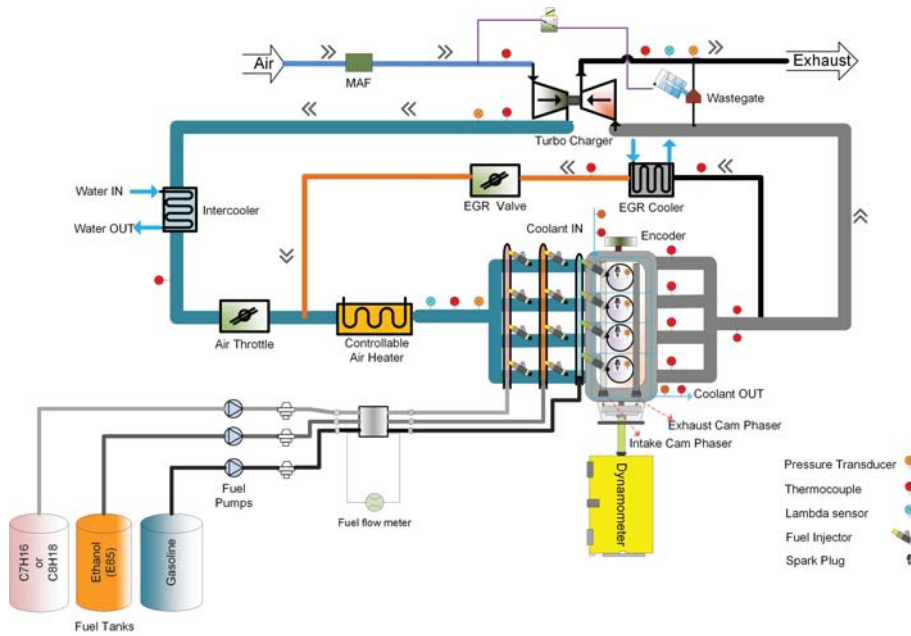 Air
MAF
Exhaust
Wastegate
Turbo Charger
Water IN
Intercooler
Water OUT
EGR Valve
EGR Cooler
Coolant IN
Encoder
Air Throttle
Controllable
Air Heater
Coolant OUT
Exhaust Cam Phaser
Intake Cam Phaser
Fuel
Pumps
Fuel flow meter
Dynamometer
Pressure Transducer
Thermocouple
Lambda sensor
Fuel Injector
Spark Plug
C7H16
or
C8H18
Ethanol
(E85)
Gasoline
Fuel Tanks